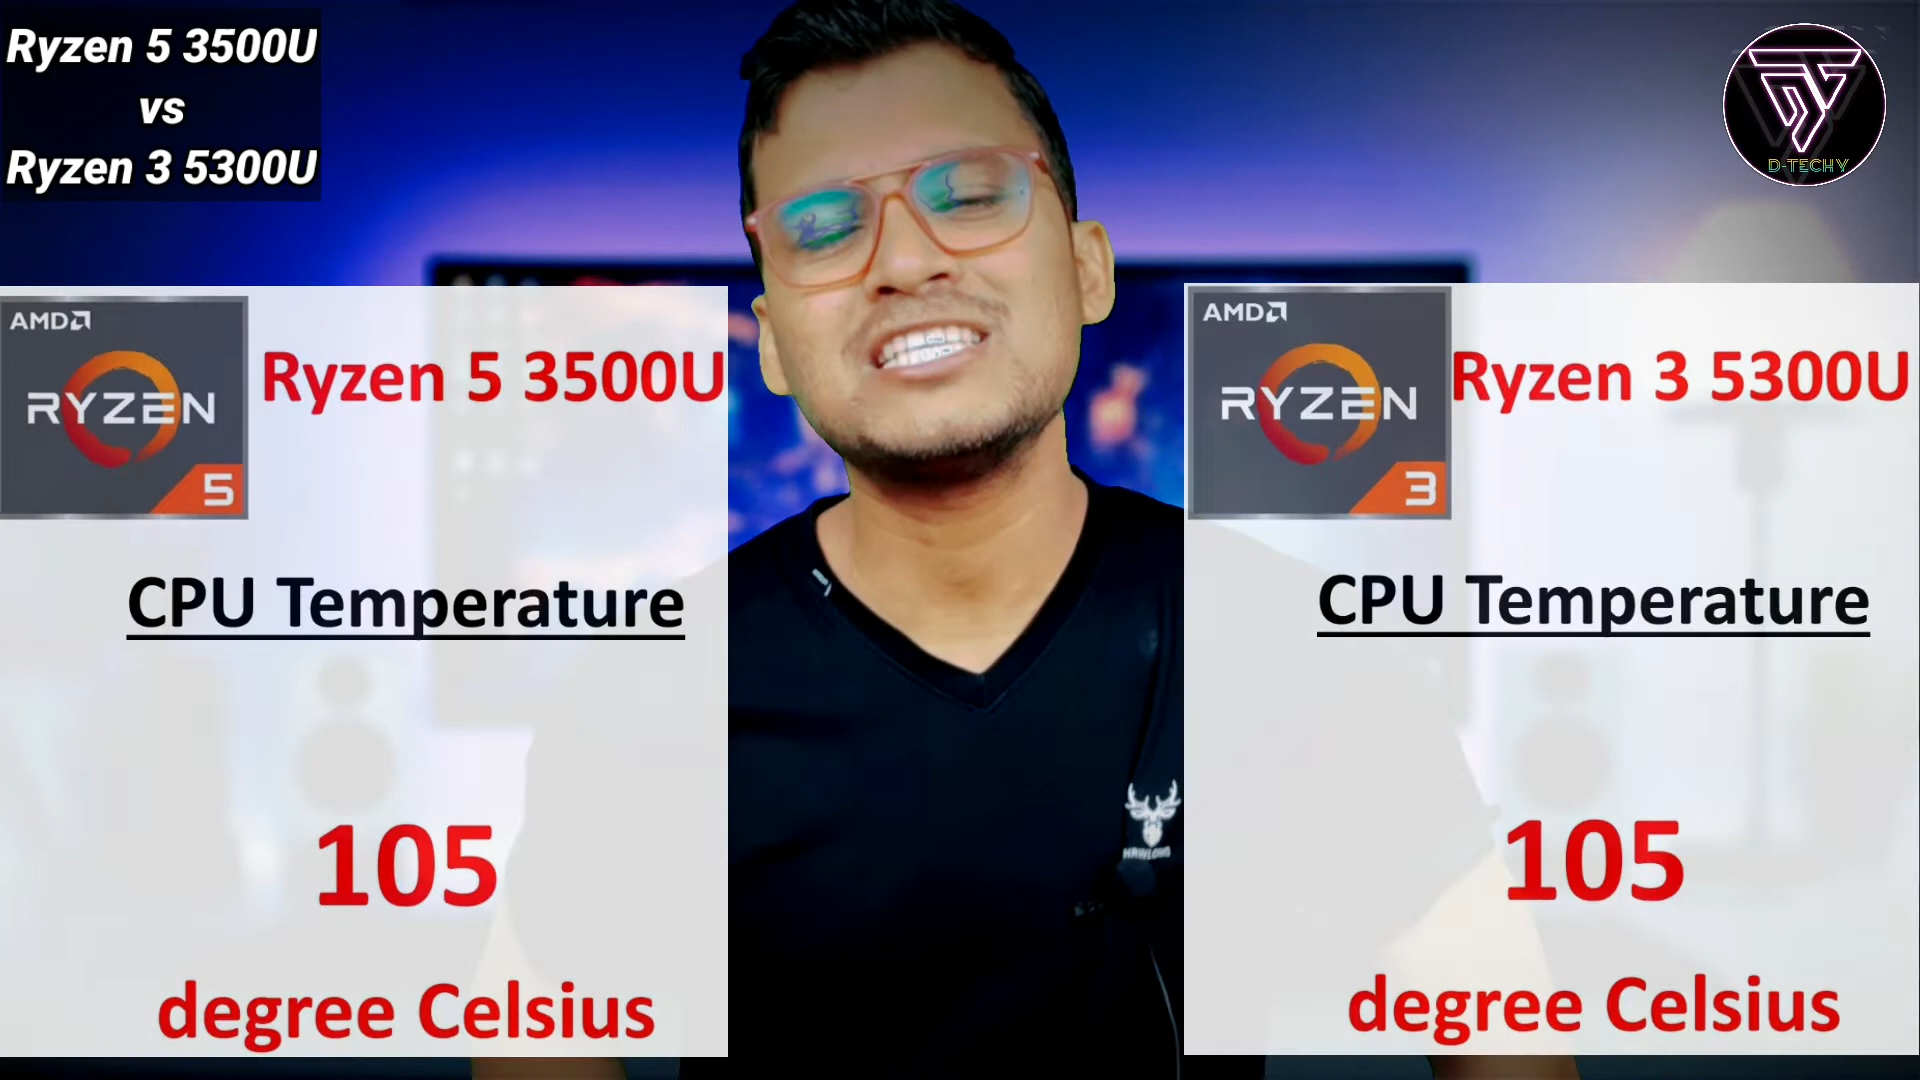 Ryzen 5 3500U
vs
Ryzen 3 5300U
D-TECHY
AMD
RYZEN
5
Ryzen 5 3500U
CPU Temperature
105
degree Celsius
AMD
RYZEN
3
Ryzen 3 5300U
CPU Temperature
105
degree Celsius